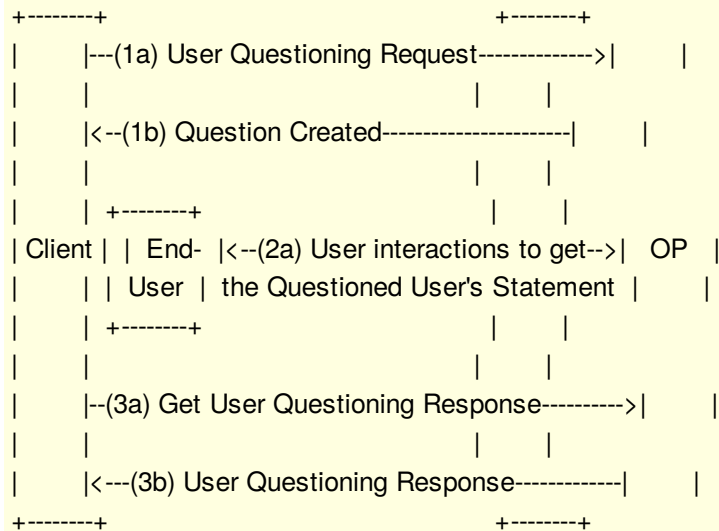 +--------+ +--------+
| |---(1a) User Questioning Request-------------->| |
| | | |
| |<--(1b) Question Created-----------------------| |
| | | |
| | +--------+ | |
| Client | | End- |<--(2a) User interactions to get-->| OP |
| | | User | the Questioned User's Statement | |
| | +--------+ | |
| | | |
| |--(3a) Get User Questioning Response---------->| |
| | | |
| |<---(3b) User Questioning Response-------------| |
+--------+ +--------+